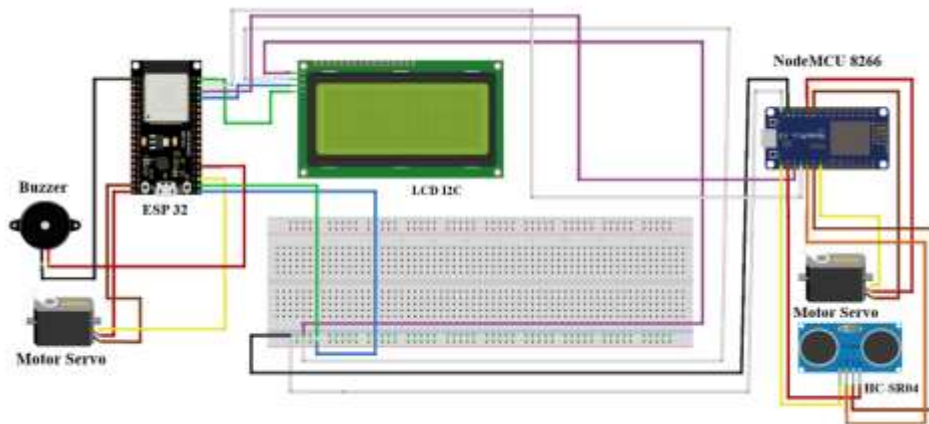 NodeMCU 8266
LCD I2C
Buzzer
ESP 32
Motor Servo
Motor Servo
HC-SR04